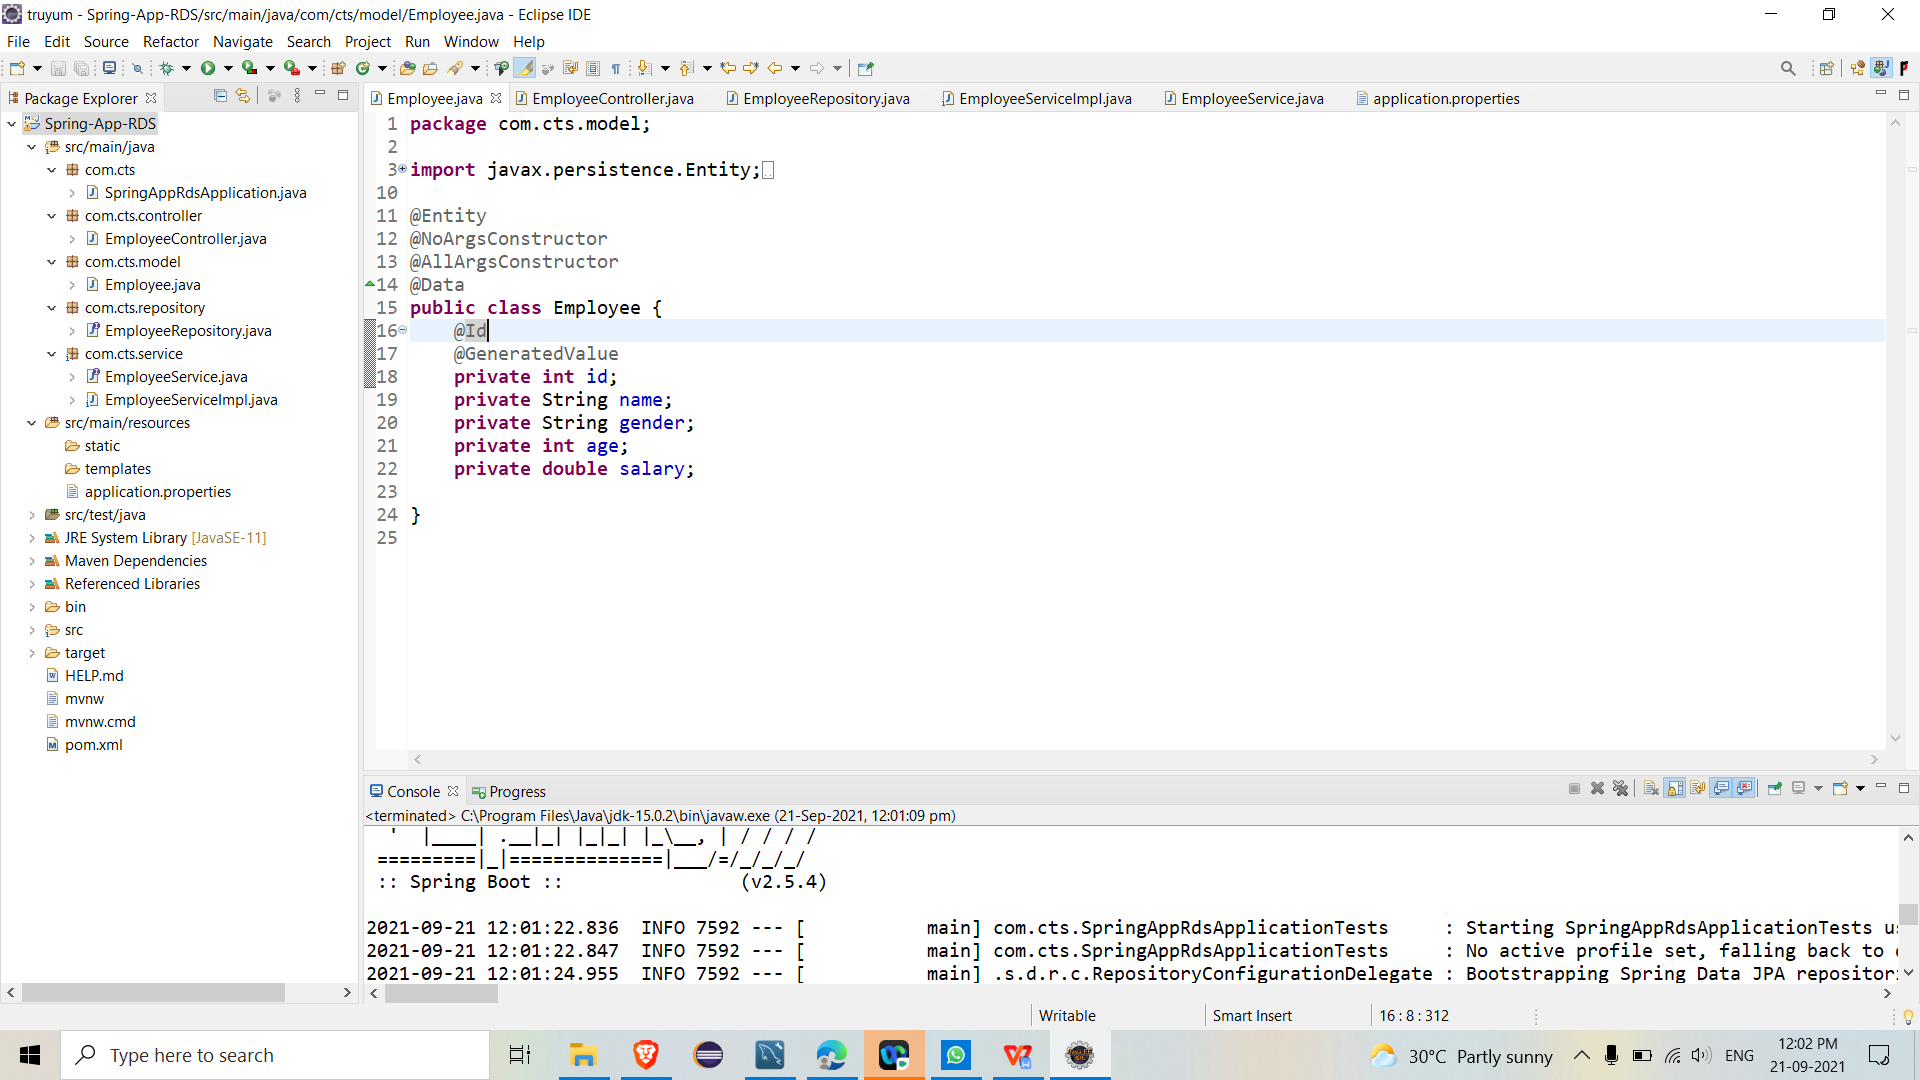 truyum - Spring-App-RDS/src/main/java/com/cts/model/Employee.java - Eclipse IDE
File Edit Source Refactor Navigate Search Project Run Window Help
Package Explorer
Spring-App-RDS
src/main/java
com.cts
SpringAppRdsApplication.java
com.cts.controller
EmployeeController.java
com.cts.model
Employee.java
com.cts.repository
EmployeeRepository.java
com.cts.service
EmployeeService.java
EmployeeServiceImpl.java
src/main/resources
static
templates
application.properties
src/test/java
JRE System Library [JavaSE-11]
Maven Dependencies
Referenced Libraries
bin
src
target
HELP.md
mvnw
mvnw.cmd
pom.xml
Employee.java EmployeeController.java EmployeeRepository.java EmployeeServiceImpl.java EmployeeService.java application.properties
1 package com.cts.model;
2
3 import javax.persistence.Entity;
10
11 @Entity
12 @NoArgsConstructor
13 @AllArgsConstructor
14 @Data
15 public class Employee {
16 @Id
17 @GeneratedValue
18 private int id;
19 private String name;
20 private String gender;
21 private int age;
22 private double salary;
23
24 }
25
Console Progress
<terminated> C:\Program Files\Java\jdk-15.0.2\bin\javaw.exe (21-Sep-2021, 12:01:09 pm)
' |____| .__|_| |_|_| |_\__, | / / / /
=========|_|==============|___/=/_/_/_/
:: Spring Boot :: (v2.5.4)
2021-09-21 12:01:22.836 INFO 7592 --- [ main] com.cts.SpringAppRdsApplicationTests : Starting SpringAppRdsApplicationTests
2021-09-21 12:01:22.847 INFO 7592 --- [ main] com.cts.SpringAppRdsApplicationTests : No active profile set, falling back to
2021-09-21 12:01:24.955 INFO 7592 --- [ main] .s.d.r.c.RepositoryConfigurationDelegate : Bootstrapping Spring Data JPA repositor
Writable Smart Insert 16 : 8 : 312
Type here to search
30°C Partly sunny
ENG
12:02 PM
21-09-2021